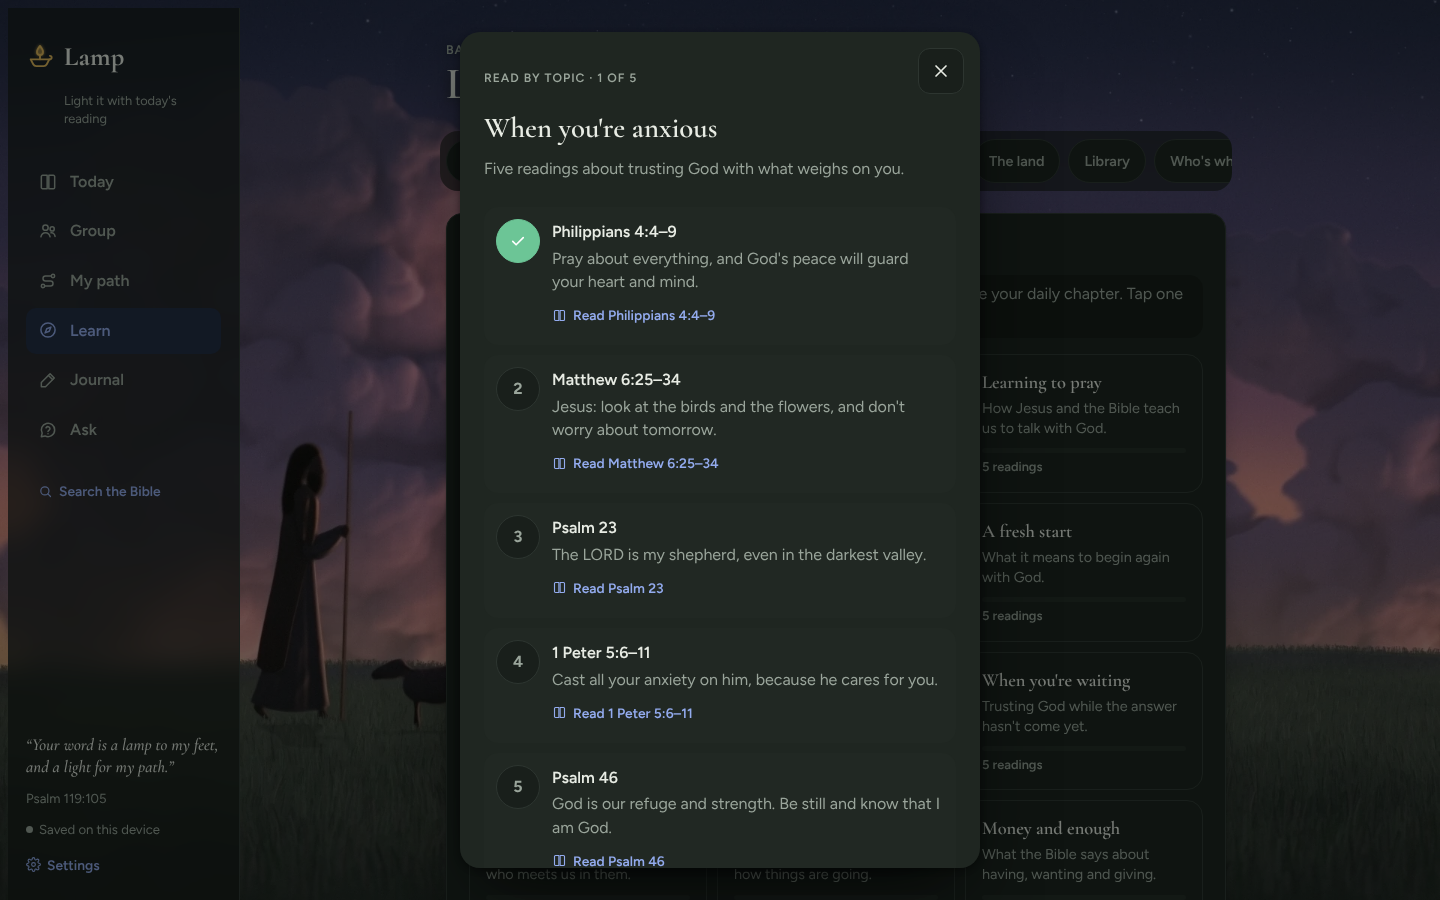 Lamp
Light it with today's
reading
Today
Group
My path
Learn
Journal
Ask
Search the Bible
“Your word is a lamp to my feet,
and a light for my path.”
Psalm 119:105
Saved on this device
Settings
READ BY TOPIC · 1 OF 5
When you're anxious
Five readings about trusting God with what weighs on you.
Philippians 4:4–9
Pray about everything, and God's peace will guard
your heart and mind.
Read Philippians 4:4–9
2
Matthew 6:25–34
Jesus: look at the birds and the flowers, and don't
worry about tomorrow.
Read Matthew 6:25–34
3
Psalm 23
The LORD is my shepherd, even in the darkest valley.
Read Psalm 23
4
1 Peter 5:6–11
Cast all your anxiety on him, because he cares for you.
Read 1 Peter 5:6–11
5
Psalm 46
God is our refuge and strength. Be still and know that I
am God.
Read Psalm 46
The land
Library
Who's
your daily chapter. Tap one
Learning to pray
How Jesus and the Bible teach
us to talk with God.
5 readings
A fresh start
What it means to begin again
with God.
5 readings
When you're waiting
Trusting God while the answer
hasn't come yet.
5 readings
Money and enough
What the Bible says about
having, wanting and giving.
who meets us in them.
how things are going.